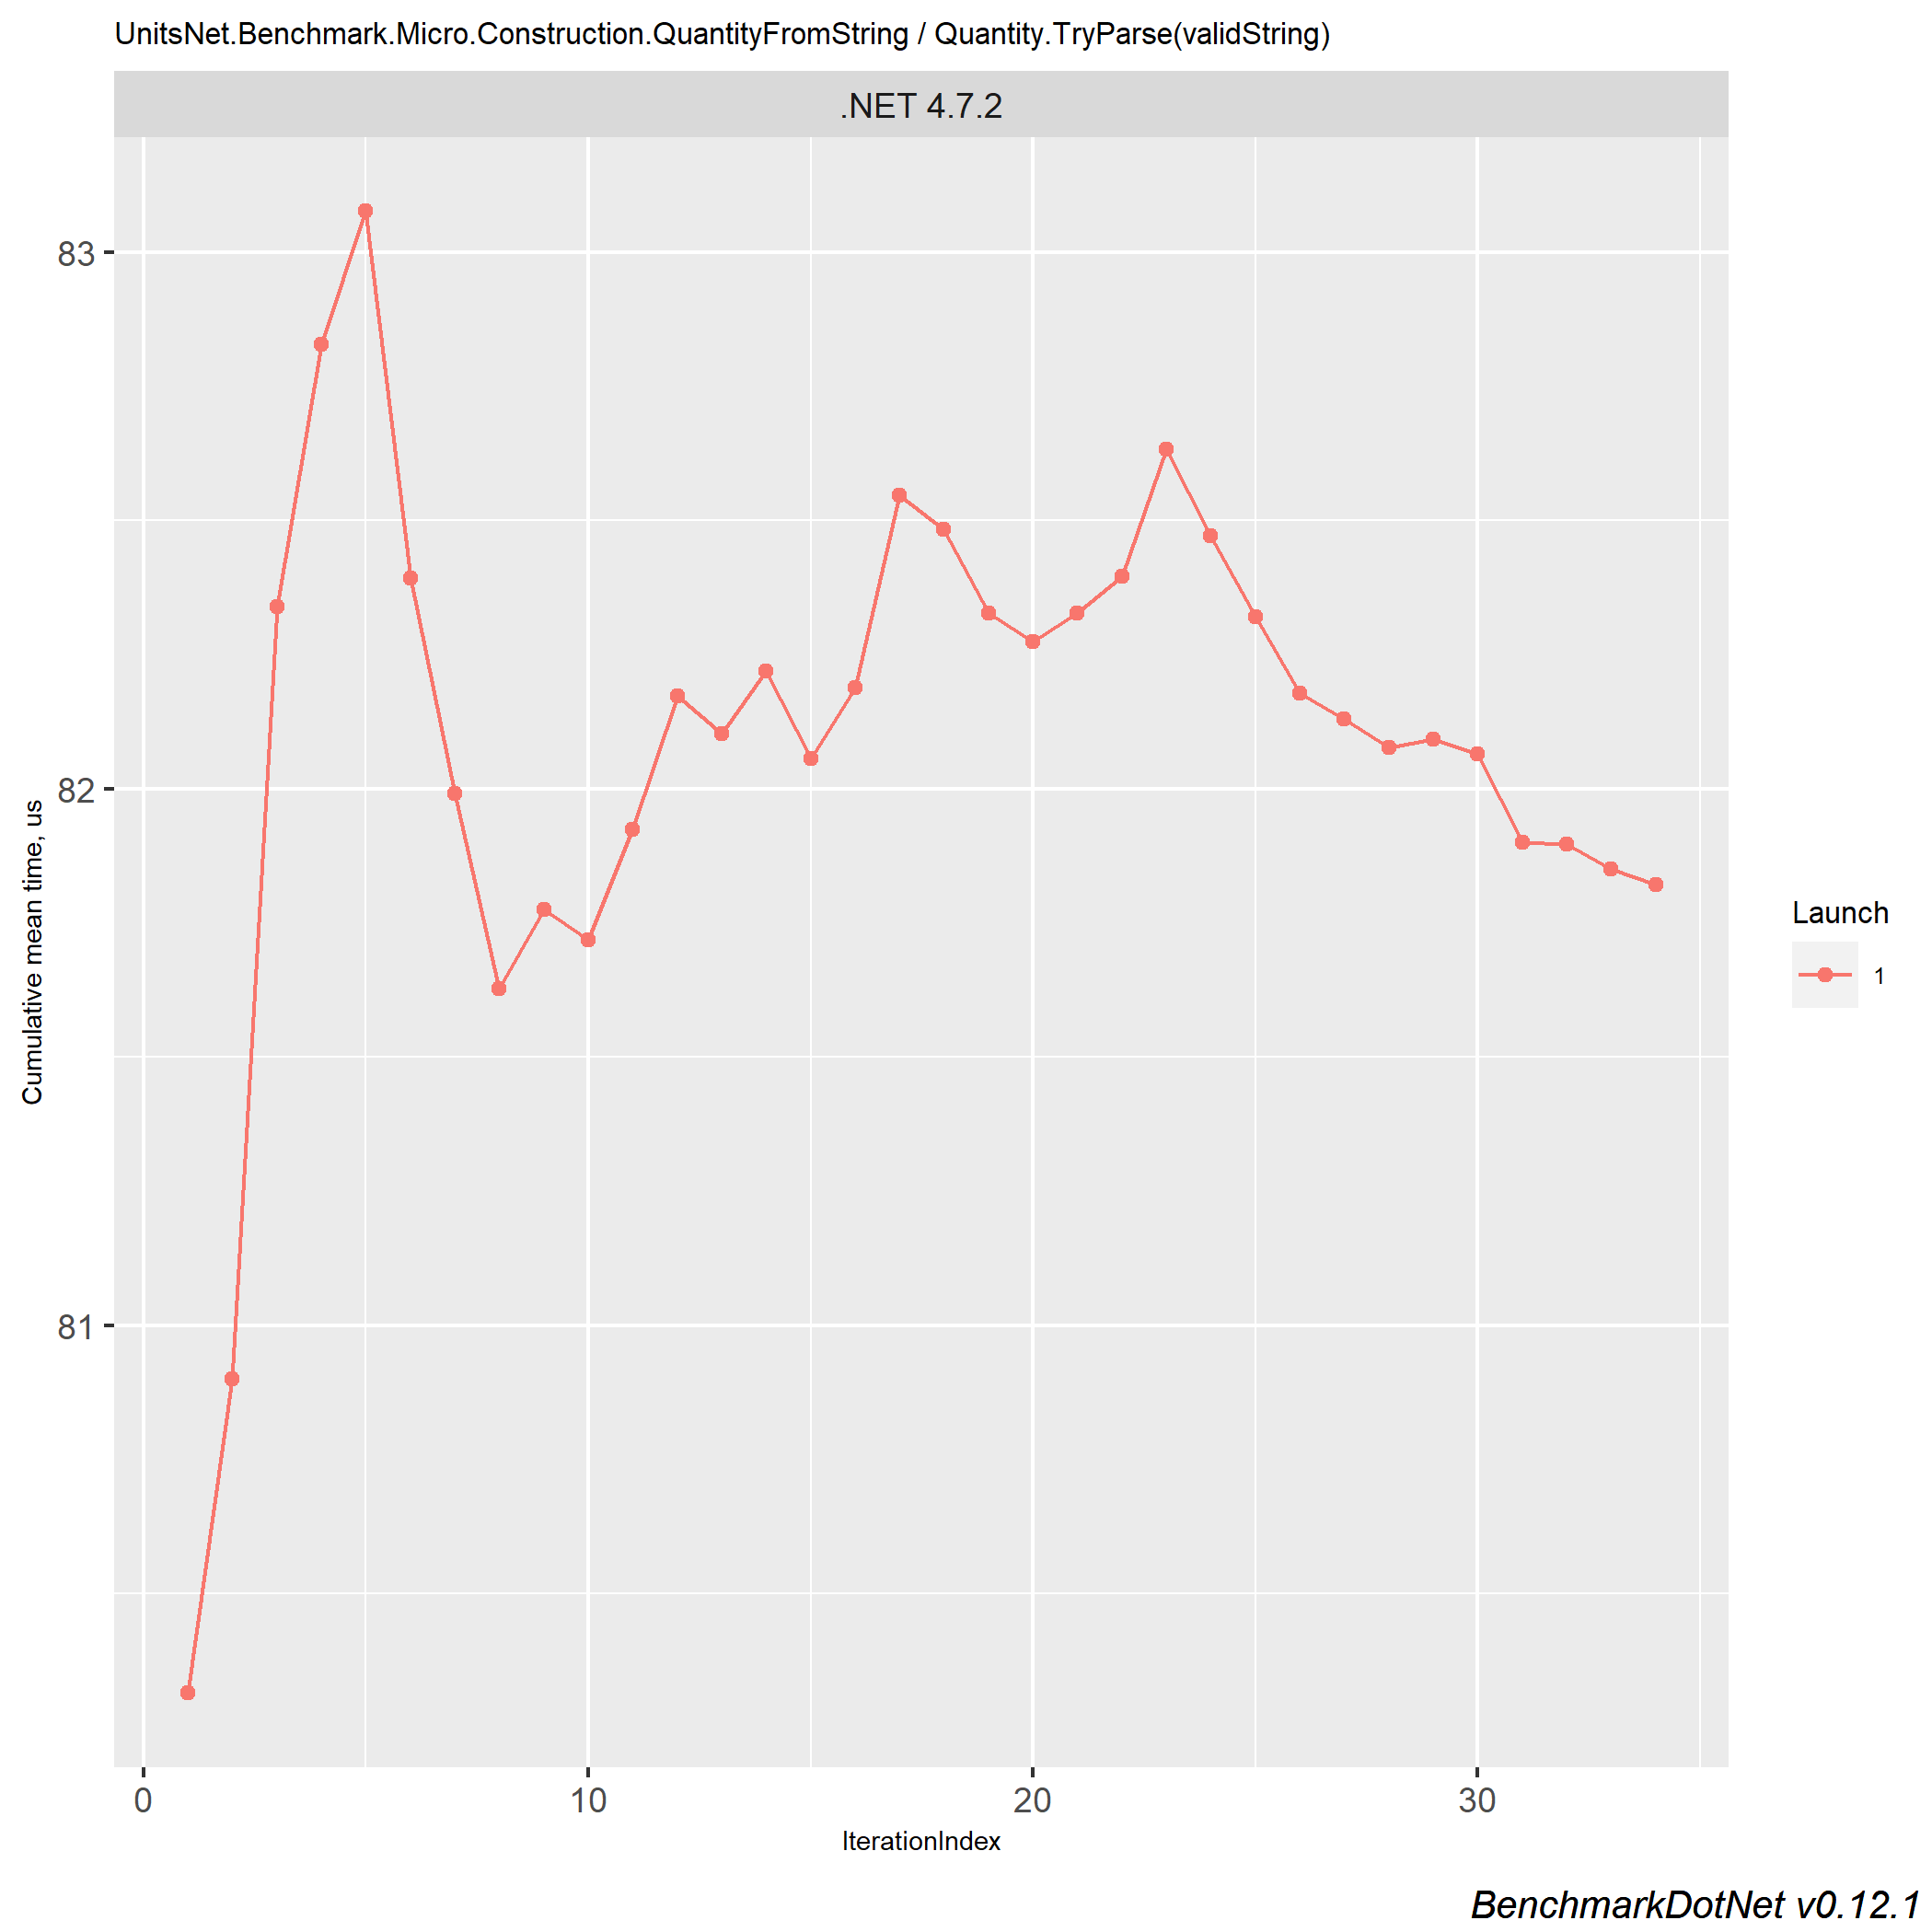 UnitsNet.Benchmark.Micro.Construction.QuantityFromString / Quantity.TryParse(validString)
.NET 4.7.2
83
82
81
Cumulative mean time, us
0 10 20 30
IterationIndex
Launch
1
BenchmarkDotNet v0.12.1